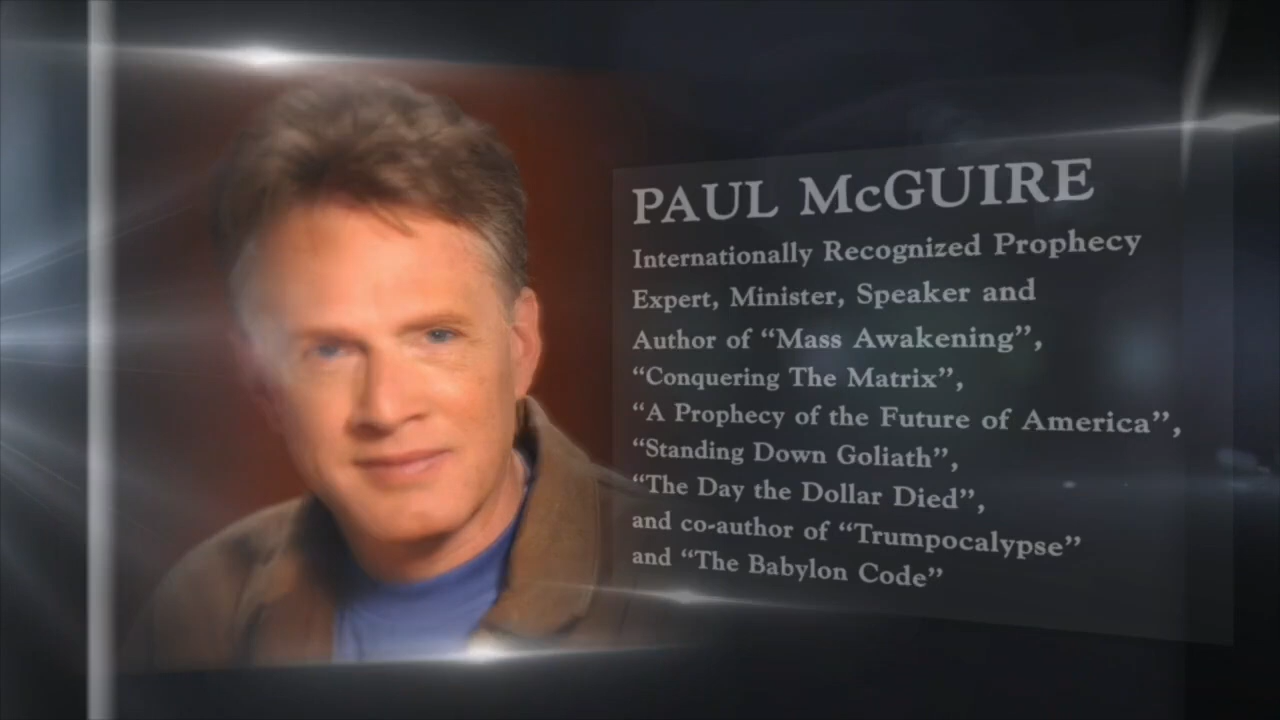 PAUL McGUIRE
Internationally Recognized Prophecy
Expert, Minister, Speaker and
Author of “Mass Awakening”,
“Conquering The Matrix”,
“A Prophecy of the Future of America”,
“Standing Down Goliath”,
“The Day the Dollar Died”,
and co-author of “Trumpocalypse”
and “The Babylon Code”